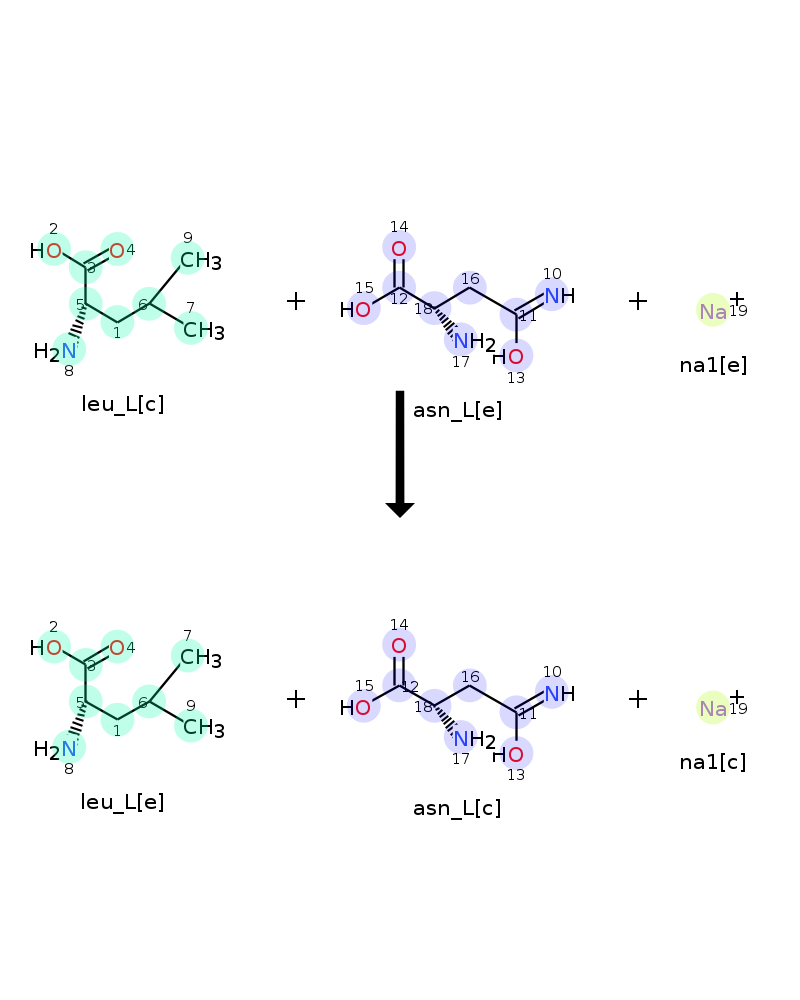 2 9 14
HO O 4 O
3 CH3 15 16 10
5 6 7 HO 12 18 NH + Na+ 19
1 CH3 + NH2 11
H2N 17 HO
8 13
na1[e]
leu_L[c] asn_L[e]
2 7 14
HO O 4 O
3 CH3 15 16 10
5 6 9 HO 12 18 NH + Na+ 19
1 CH3 + NH2 11
H2N 17 HO
8 13
na1[c]
leu_L[e] asn_L[c]